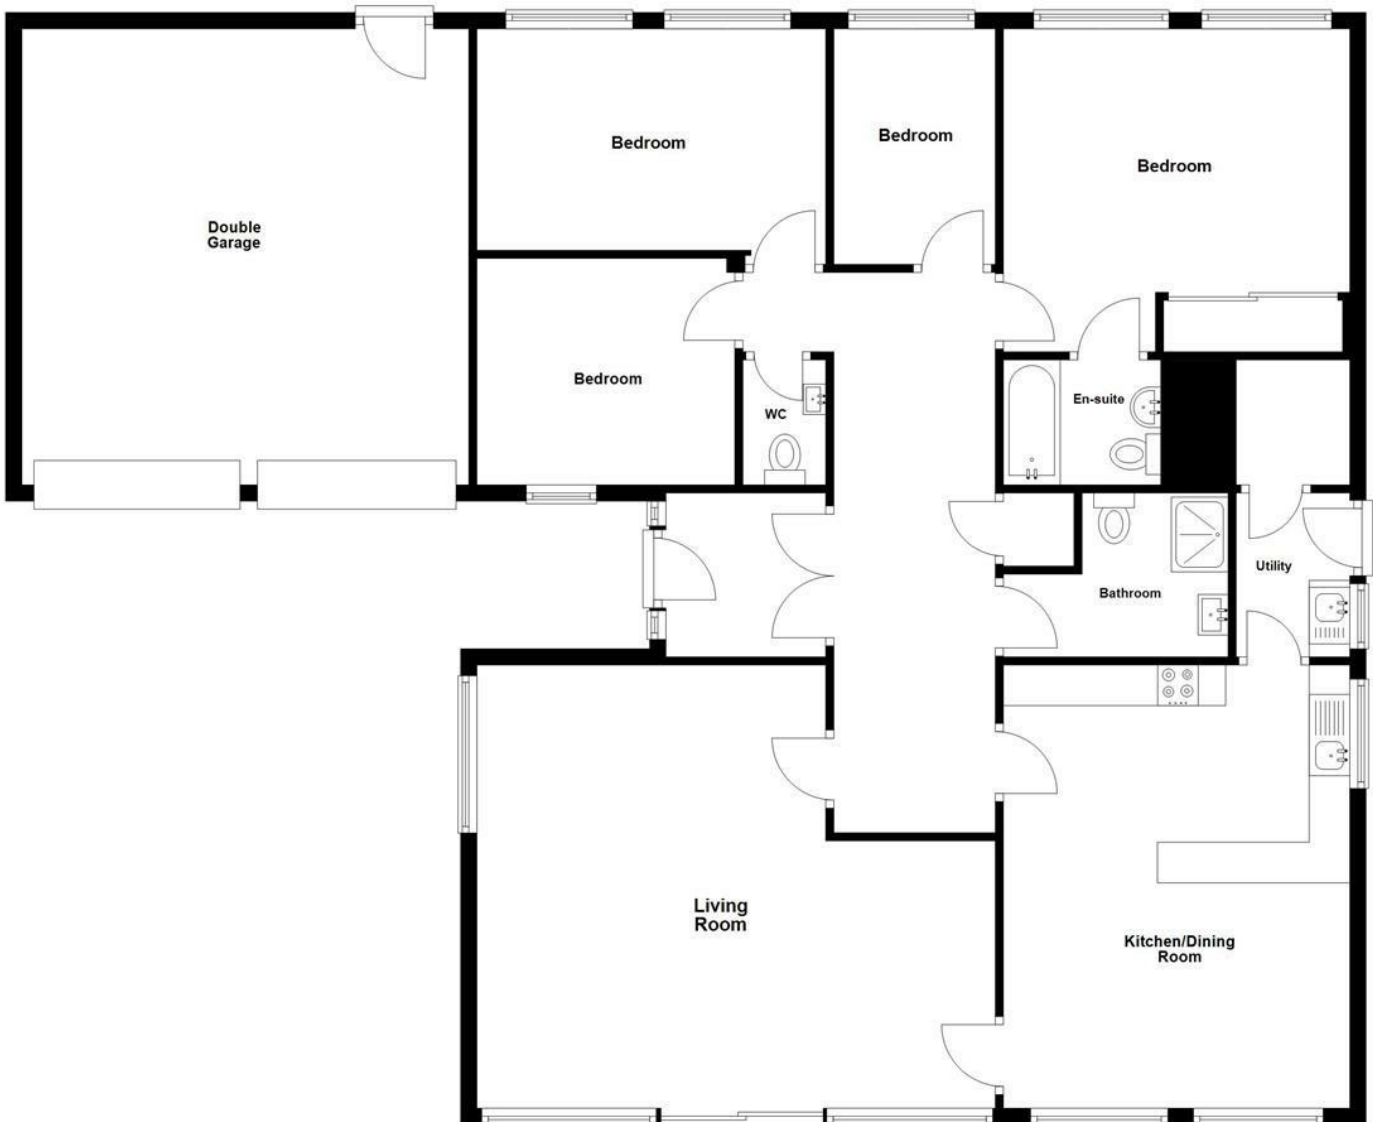 Bedroom
Bedroom
Bedroom
Double
Garage
Bedroom
En-suite
WC
Utility
Bathroom
Living
Room
Kitchen/Dining
Room